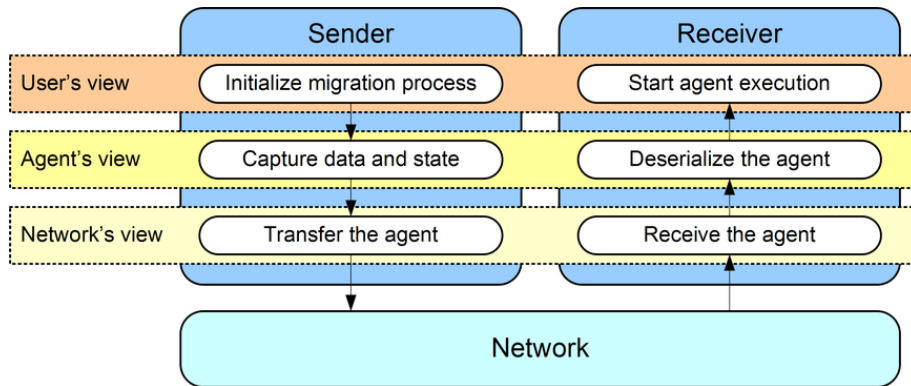 Sender
Receiver
User's view
Initialize migration process
Start agent execution
Agent's view
Capture data and state
Deserialize the agent
Network's view
Transfer the agent
Receive the agent
Network